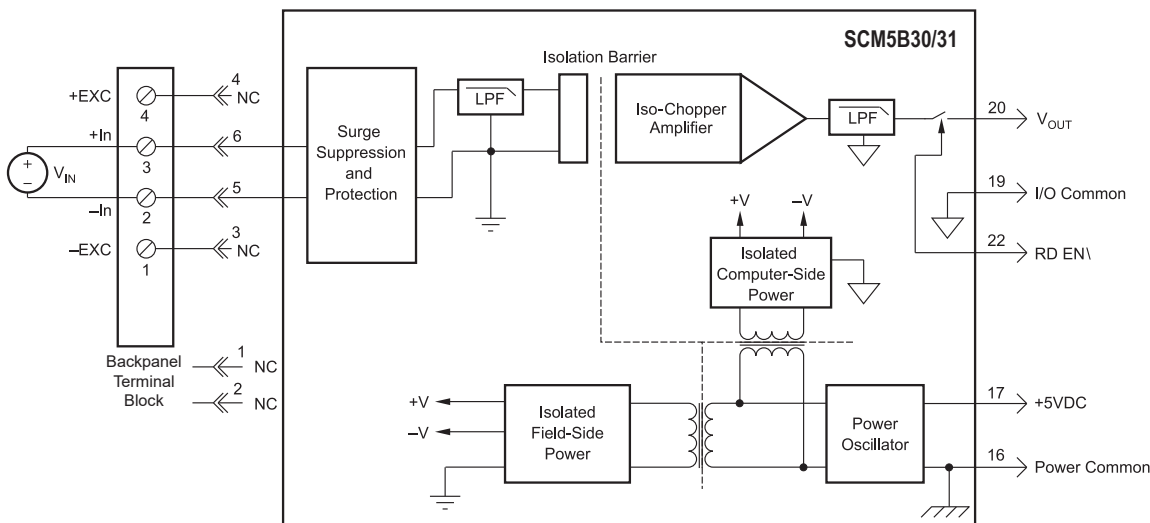 SCM5B30/31
Isolation Barrier
+EXC
4
4
NC
+In
3
6
VIN
–In
2
5
–EXC
1
3
NC
Surge
Suppression
and
Protection
LPF
Iso-Chopper
Amplifier
LPF
20
VOUT
19
I/O Common
22
RD EN\
+V
–V
Isolated
Computer-Side
Power
Backpanel
Terminal
Block
1
NC
2
NC
+V
–V
Isolated
Field-Side
Power
Power
Oscillator
17
+5VDC
16
Power Common
+
–